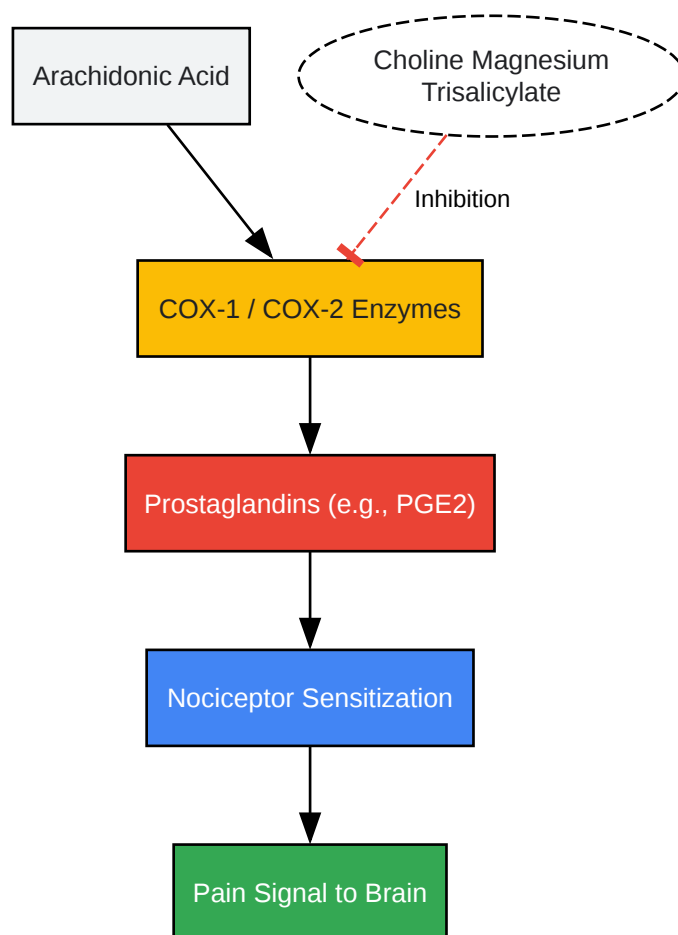 Arachidonic Acid
Choline Magnesium
Trisalicylate
Inhibition
COX-1 / COX-2 Enzymes
Prostaglandins (e.g., PGE2)
Nociceptor Sensitization
Pain Signal to Brain